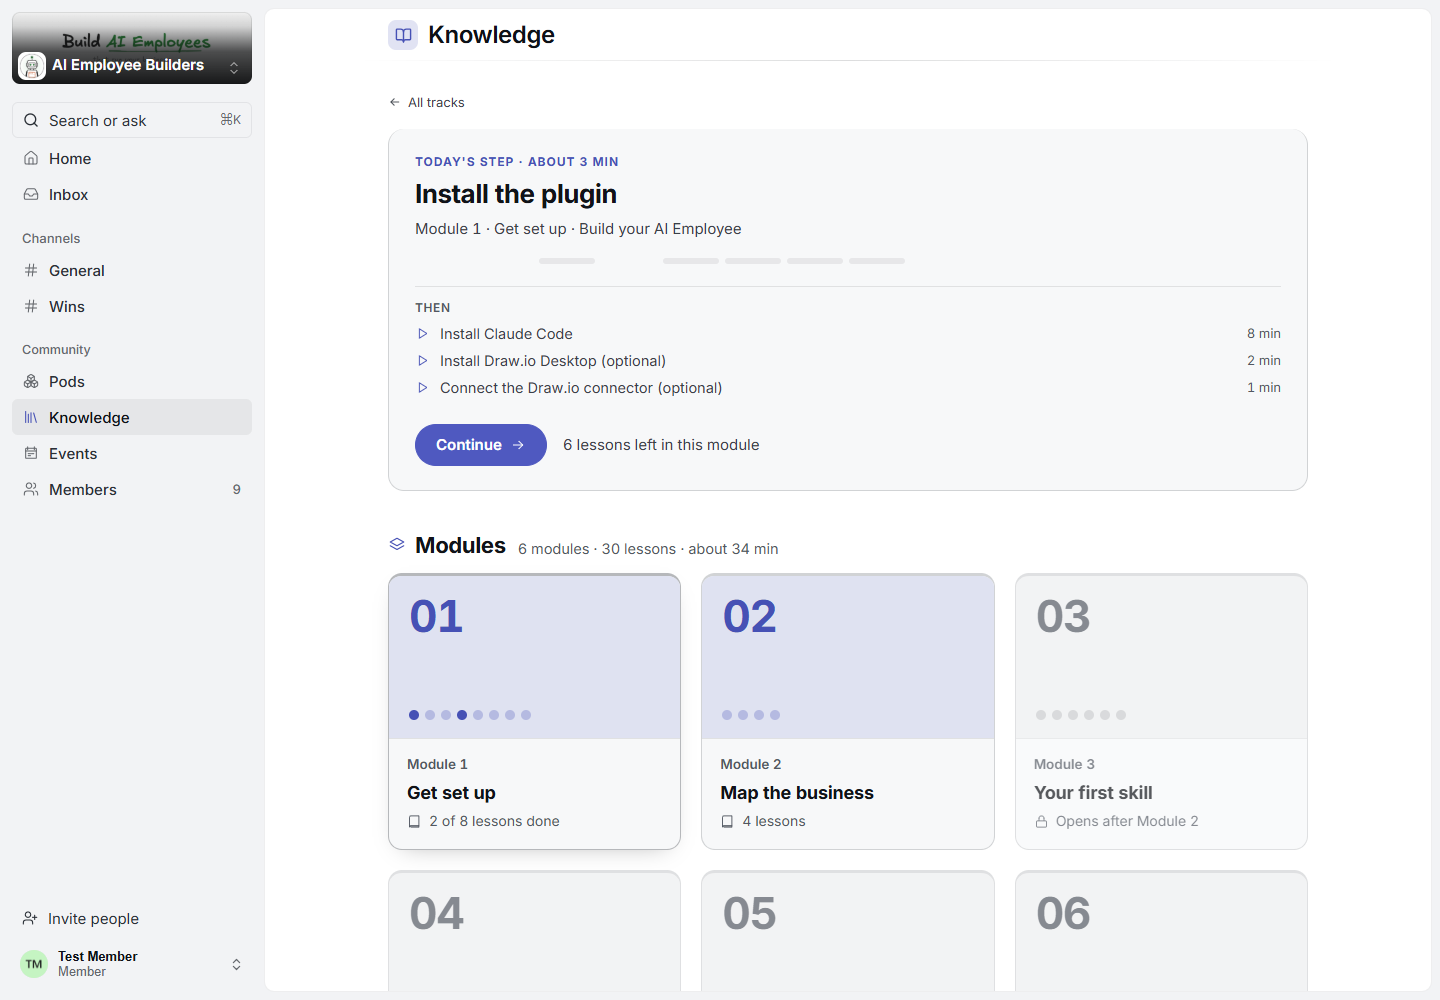 Build AI Employees
AI Employee Builders
Search or ask
⌘K
Home
Inbox
Channels
General
Wins
Community
Pods
Knowledge
Events
Members
9
Invite people
TM
Test Member
Member
Knowledge
All tracks
TODAY'S STEP · ABOUT 3 MIN
Install the plugin
Module 1 · Get set up · Build your AI Employee
THEN
Install Claude Code
8 min
Install Draw.io Desktop (optional)
2 min
Connect the Draw.io connector (optional)
1 min
Continue
6 lessons left in this module
Modules
6 modules · 30 lessons · about 34 min
01
Module 1
Get set up
2 of 8 lessons done
02
Module 2
Map the business
4 lessons
03
Module 3
Your first skill
Opens after Module 2
04
05
06